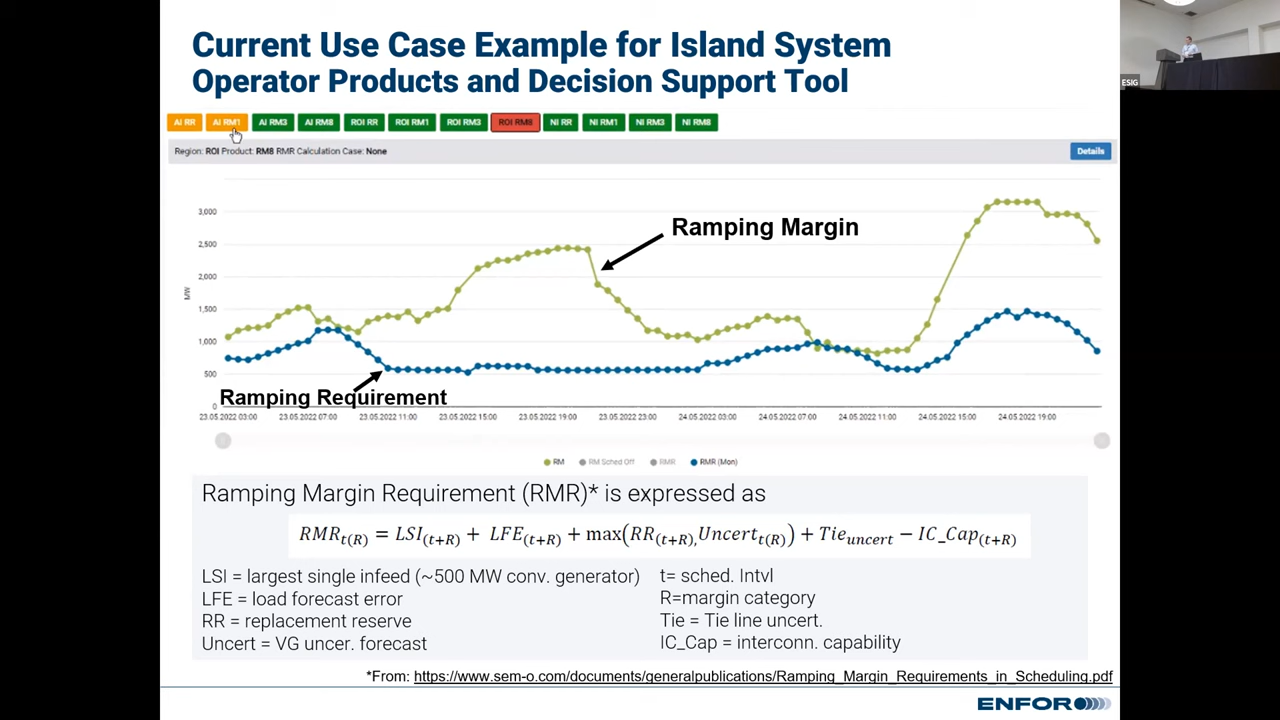 Current Use Case Example for Island System
Operator Products and Decision Support Tool
ESIG
AI RR AI RM1 AI RM3 AI RM8 ROI RR ROI RM1 ROI RM3 ROI RM8 NI RR NI RM1 NI RM3 NI RM8
Region: ROI Product: RM8 RMR Calculation Case: None
Details
Ramping Margin
Ramping Requirement
MW
3,000
2,500
2,000
1,500
1,000
500
0
23.05.2022 03:00 23.05.2022 07:00 23.05.2022 11:00 23.05.2022 15:00 23.05.2022 19:00 23.05.2022 23:00 24.05.2022 03:00 24.05.2022 07:00 24.05.2022 11:00 24.05.2022 15:00 24.05.2022 19:00
RM RM Sched Off RMR RMR (Mon)
Ramping Margin Requirement (RMR)* is expressed as
RMR_t(R) = LSI_(t+R) + LFE_(t+R) + max(RR_(t+R), Uncert_t(R)) + Tie_uncert − IC_Cap_(t+R)
LSI = largest single infeed (~500 MW conv. generator)
LFE = load forecast error
RR = replacement reserve
Uncert = VG uncer. forecast
t= sched. Intvl
R=margin category
Tie = Tie line uncert.
IC_Cap = interconn. capability
*From: https://www.sem-o.com/documents/generalpublications/Ramping_Margin_Requirements_in_Scheduling.pdf
ENFOR